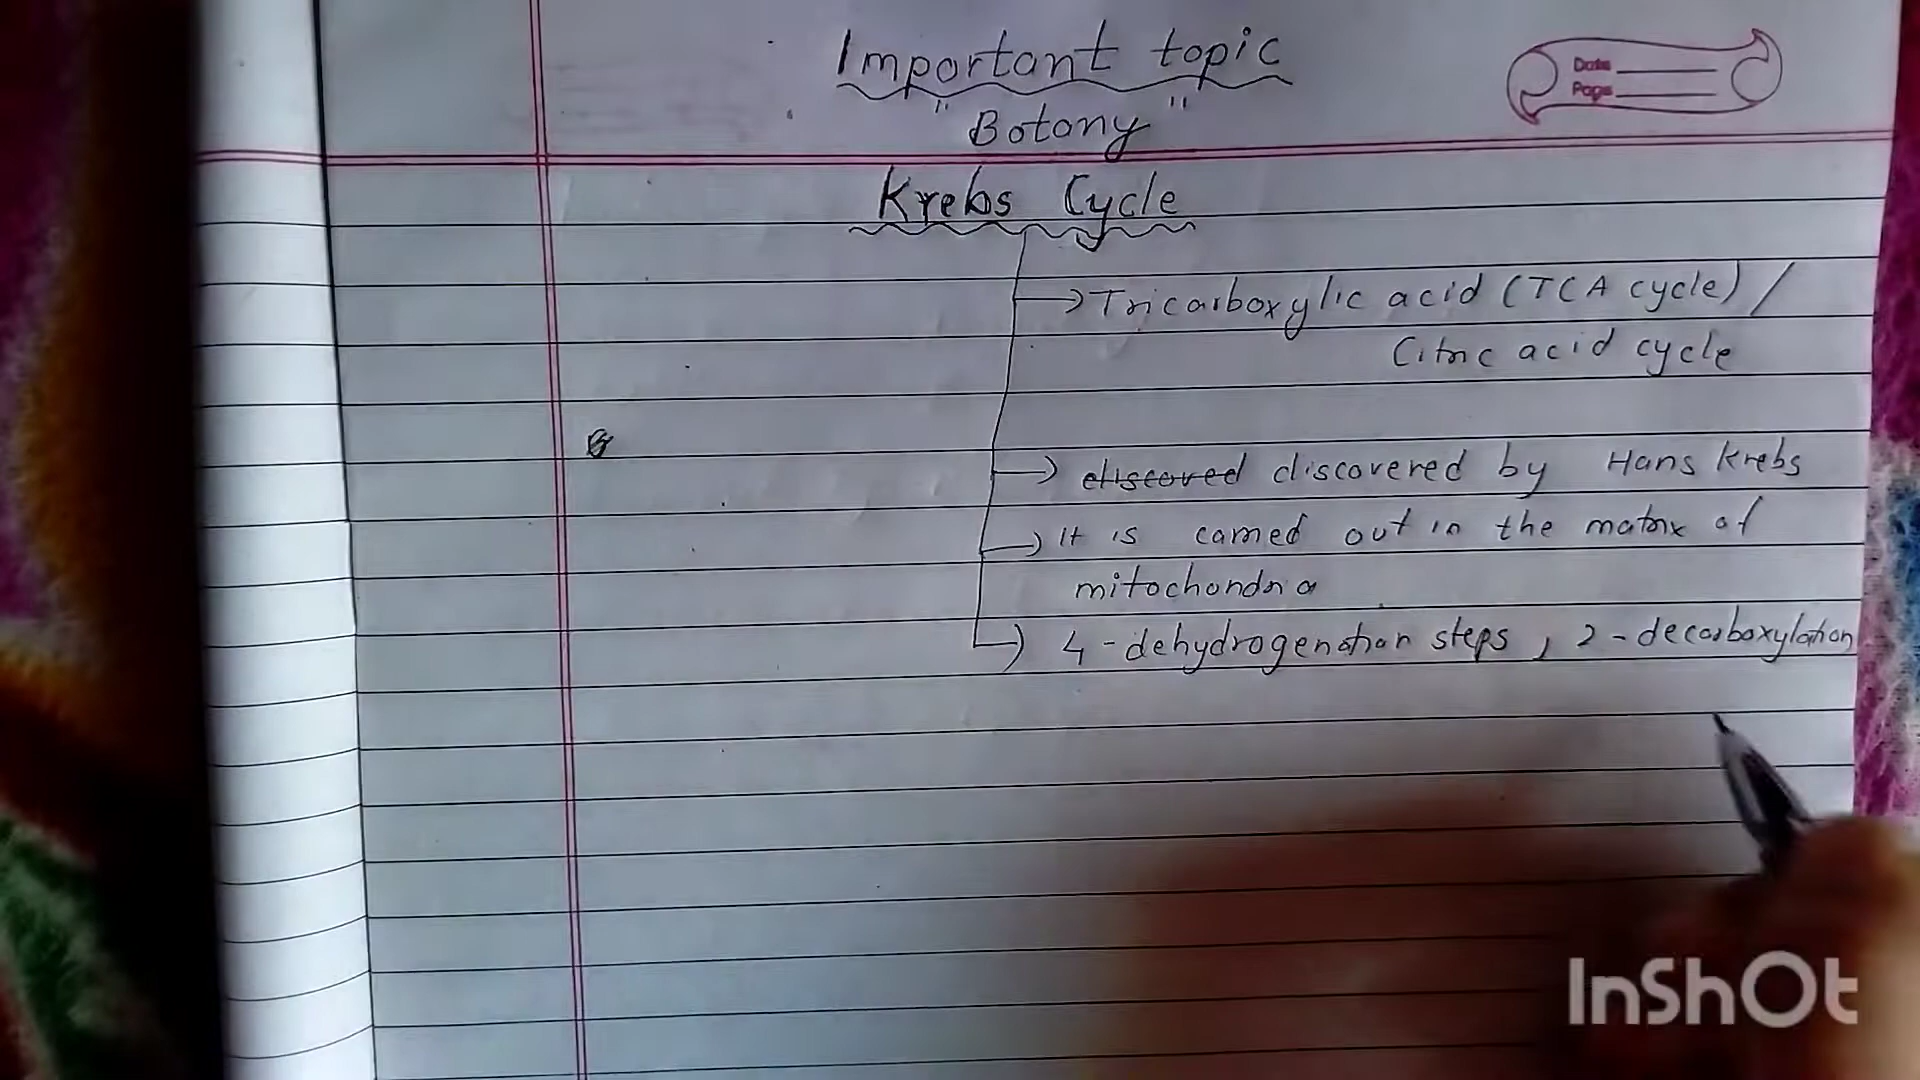 Important topic
Date
Page
"Botany"
Krebs Cycle
→ Tricarboxylic acid (TCA cycle) /
Citric acid cycle
→ discovred discovered by Hans Krebs
→ It is carried out in the matrix of
mitochondria
→ 4-dehydrogenation steps, 2-decarboxylation
InShOt